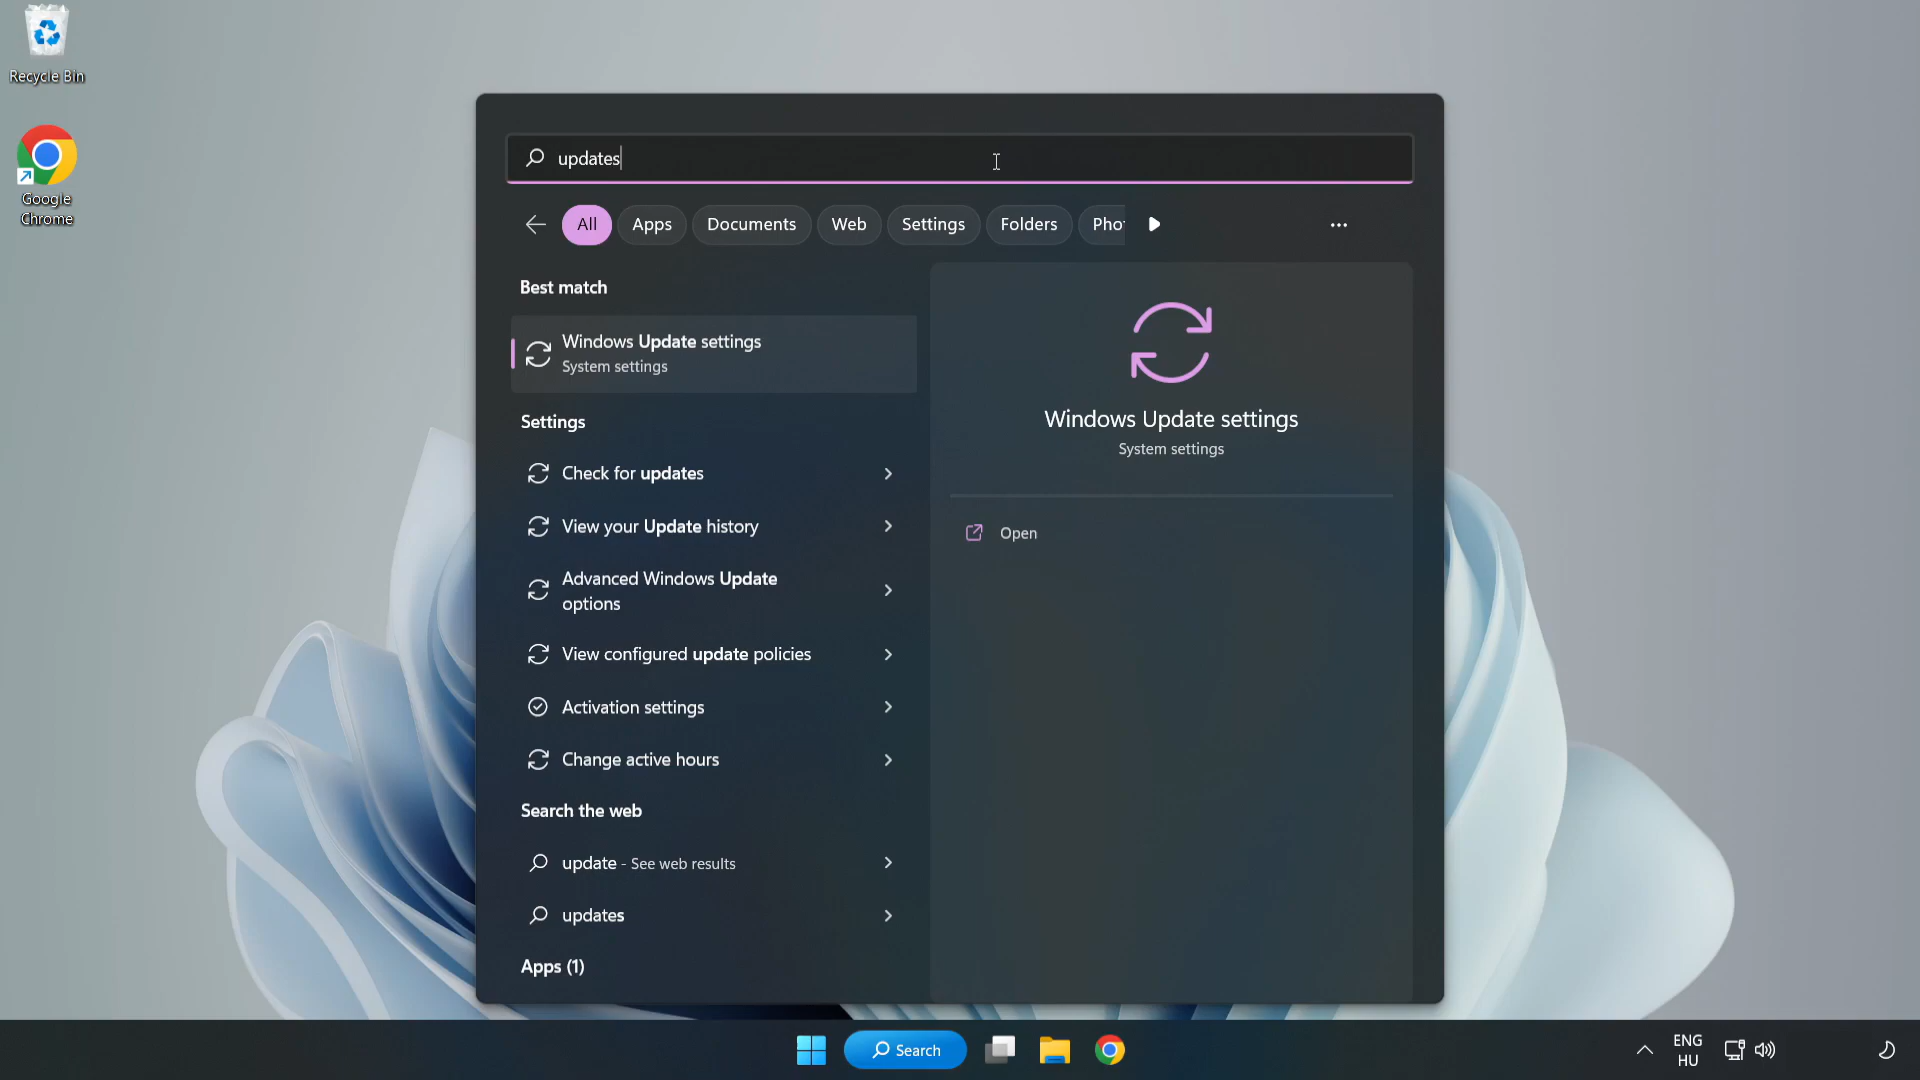 Recycle Bin
Google
Chrome
updates
All
Apps
Documents
Web
Settings
Folders
Pho
Best match
Windows Update settings
System settings
Settings
Check for updates
View your Update history
Advanced Windows Update
options
View configured update policies
Activation settings
Change active hours
Search the web
update - See web results
updates
Apps (1)
Windows Update settings
System settings
Open
Search
ENG
HU